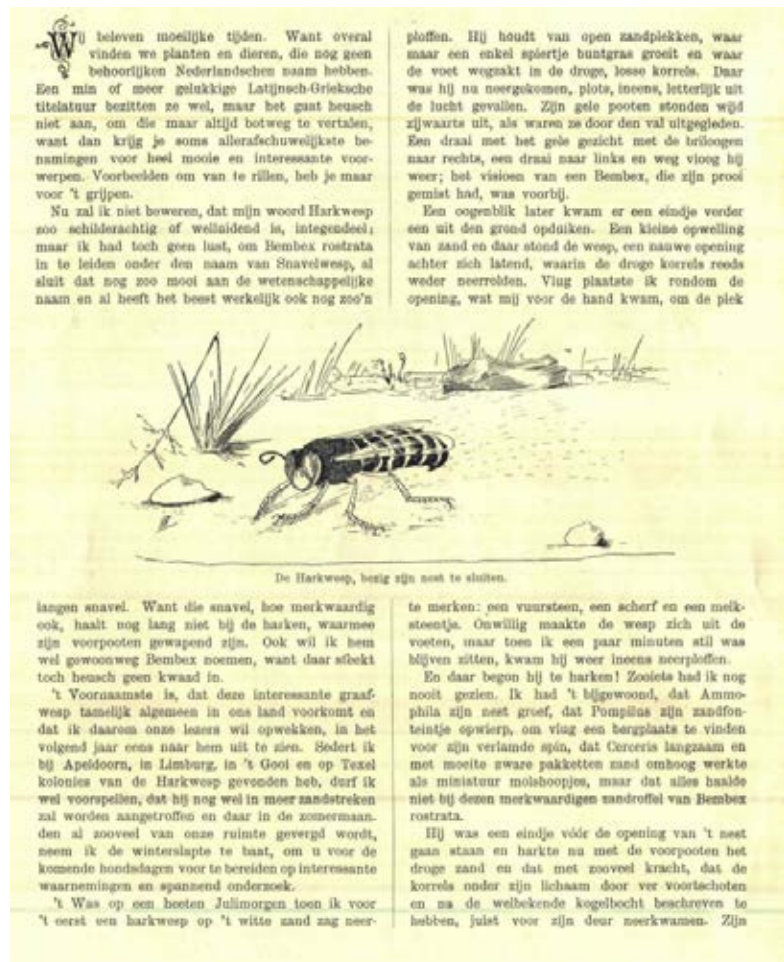 Wij beleven moeilijke tijden. Want overal
vinden we planten en dieren, die nog geen
behoorlijken Nederlandschen naam hebben.
Een min of meer gelukkige Latijnsch-Grieksche
titelatuur bezitten ze wel, maar het gaat heusch
niet aan, om die maar altijd botweg te vertalen,
want dan krijg je soms allerafschuwelijkste be-
namingen voor heel mooie en interessante voor-
werpen. Voorbeelden om van te rillen, heb je maar
voor 't grijpen.
Nu zal ik niet beweren, dat mijn woord Harkwesp
zoo schilderachtig of welluidend is, integendeel;
maar ik had toch geen lust, om Bembex rostrata
in te leiden onder den naam van Snavelwesp, al
sluit dat nog zoo mooi aan de wetenschappelijke
naam en al heeft het beest werkelijk ook nog zoo'n
ploffen. Hij houdt van open zandplekken, waar
maar een enkel spiertje buntgras groeit en waar
de voet wegzakt in de droge, losse korrels. Daar
was hij nu neergekomen, plots, ineens, letterlijk uit
de lucht gevallen. Zijn gele pooten stonden wijd
zijwaarts uit, als waren ze door den val uitgegleden.
Een draai met het gele gezicht met de briloogen
naar rechts, een draai naar links en weg vloog hij
weer; het visioen van een Bembex, die zijn prooi
gemist had, was voorbij.
Een oogenblik later kwam er een eindje verder
een uit den grond opduiken. Een kleine opwelling
van zand en daar stond de wesp, een nauwe opening
achter zich latend, waarin de droge korrels reeds
weder neerrolden. Vlug plaatste ik rondom de
opening, wat mij voor de hand kwam, om de plek
De Harkwesp, bezig zijn nest te sluiten.
langen snavel. Want die snavel, hoe merkwaardig
ook, haalt nog lang niet bij de harken, waarmee
zijn voorpooten gewapend zijn. Ook wil ik hem
wel gewoonweg Bembex noemen, want daar steekt
toch heusch geen kwaad in.
't Voornaamste is, dat deze interessante graaf-
wesp tamelijk algemeen in ons land voorkomt en
dat ik daarom onze lezers wil opwekken, in het
volgend jaar eens naar hem uit te zien. Sedert ik
bij Apeldoorn, in Limburg, in 't Gooi en op Texel
kolonies van de Harkwesp gevonden heb, durf ik
wel voorspellen, dat hij nog wel in meer zandstreken
zal worden aangetroffen en daar in de zomermaan-
den al zooveel van onze ruimte gevergd wordt,
neem ik de winterslapte te baat, om u voor de
komende hondsdagen voor te bereiden op interessante
waarnemingen en spannend onderzoek.
't Was op een heeten Julimorgen toen ik voor
't eerst een harkwesp op 't witte zand zag neer-
te merken: een vuursteen, een scherf en een melk-
steentje. Onwillig maakte de wesp zich uit de
voeten, maar toen ik een paar minuten stil was
blijven zitten, kwam hij weer ineens neerploffen.
En daar begon hij te harken! Zooiets had ik nog
nooit gezien. Ik had 't bijgewoond, dat Ammo-
phila zijn nest groef, dat Pompilus zijn zandfon-
teintje opwierp, om vlug een bergplaats te vinden
voor zijn verlamde spin, dat Cerceris langzaam en
met moeite zware pakketten zand omhoog werkte
als miniatuur molshoopjes, maar dat alles haalde
niet bij dezen merkwaardigen zandroffel van Bembex
rostrata.
Hij was een eindje vóór de opening van 't nest
gaan staan en harkte nu met de voorpooten het
droge zand en dat met zooveel kracht, dat de
korrels onder zijn lichaam door ver voortschoten
en na de welbekende kogelbocht beschreven te
hebben, juist voor zijn deur neerkwamen. Zijn